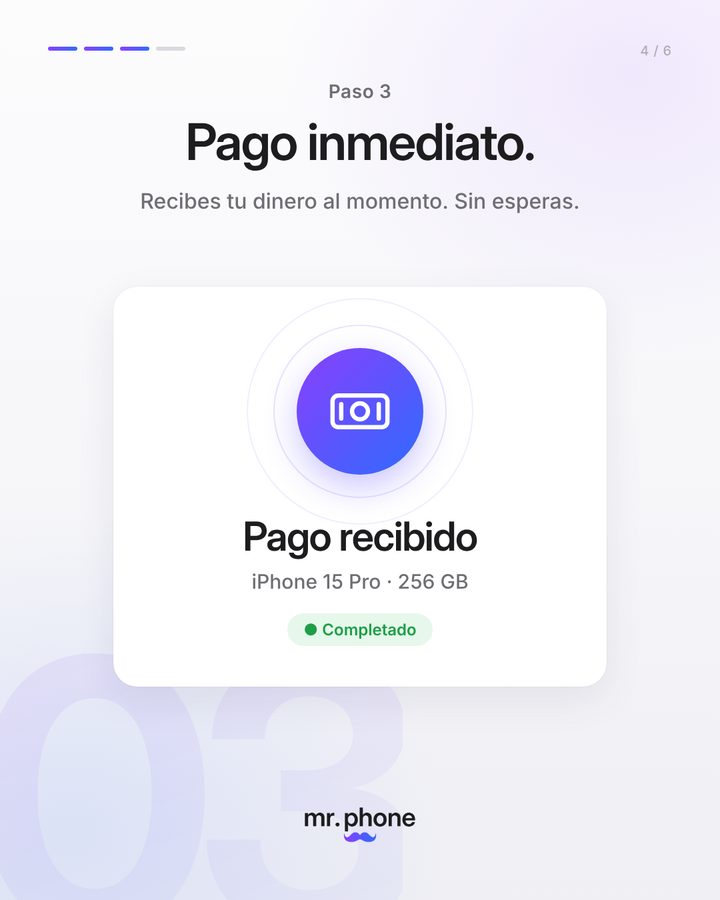 4 / 6
Paso 3
Pago inmediato.
Recibes tu dinero al momento. Sin esperas.
Pago recibido
iPhone 15 Pro · 256 GB
Completado
03
mr.phone